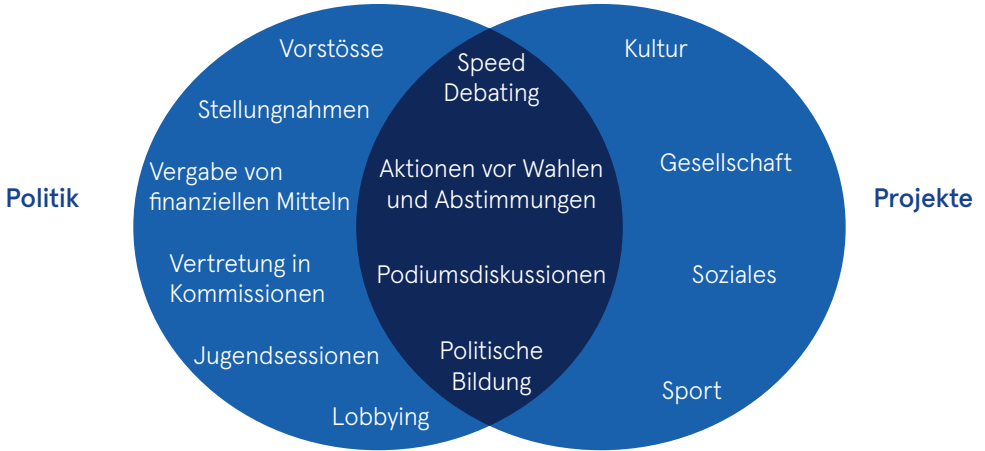 Politik
Vorstösse
Stellungnahmen
Vergabe von
finanziellen Mitteln
Vertretung in
Kommissionen
Jugendsessionen
Lobbying
Speed
Debating
Aktionen vor Wahlen
und Abstimmungen
Podiumsdiskussionen
Politische
Bildung
Kultur
Gesellschaft
Soziales
Sport
Projekte